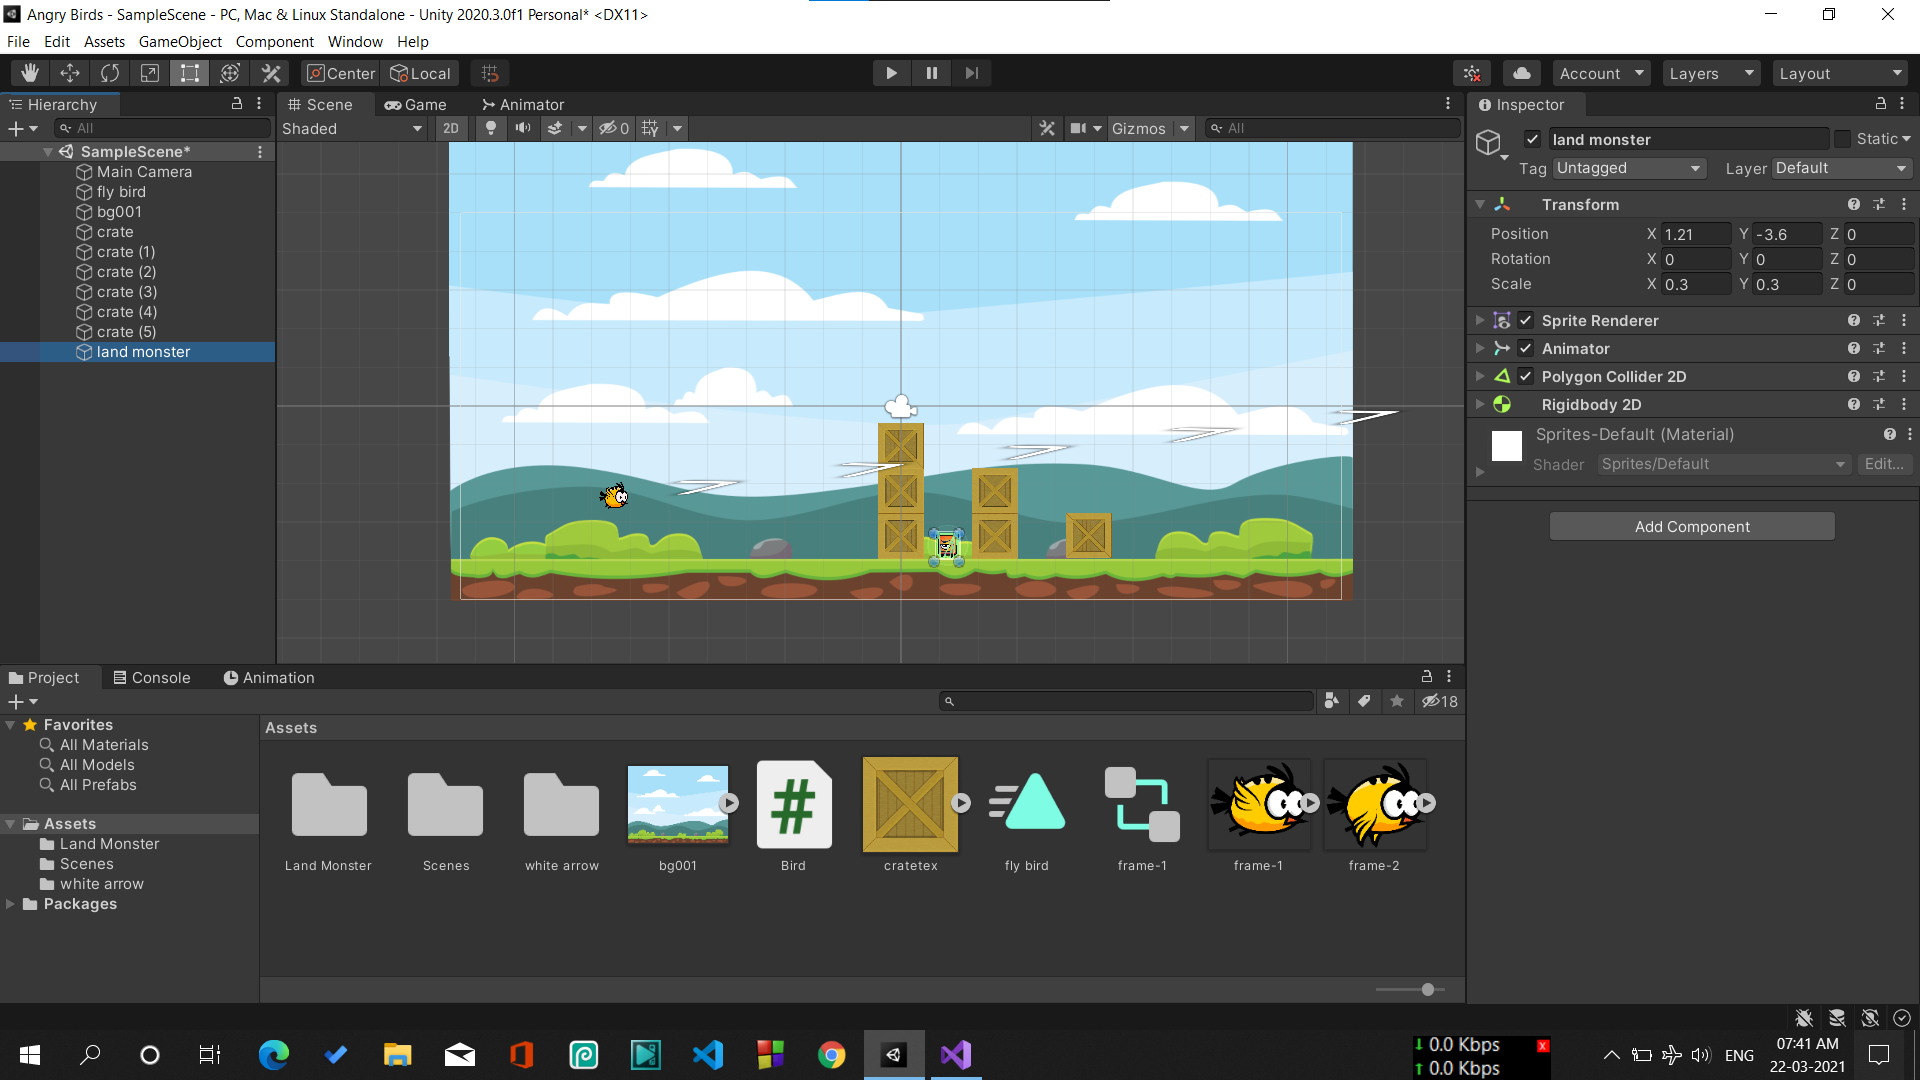 Angry Birds - SampleScene - PC, Mac & Linux Standalone - Unity 2020.3.0f1 Personal* <DX11>
File Edit Assets GameObject Component Window Help
Center Local Account Layers Layout
Hierarchy
All
SampleScene*
Main Camera
fly bird
bg001
crate
crate (1)
crate (2)
crate (3)
crate (4)
crate (5)
land monster
Scene Game Animator
Shaded 2D 0 Gizmos All
Inspector
land monster Static
Tag Untagged Layer Default
Transform
Position X 1.21 Y -3.6 Z 0
Rotation X 0 Y 0 Z 0
Scale X 0.3 Y 0.3 Z 0
Sprite Renderer
Animator
Polygon Collider 2D
Rigidbody 2D
Sprites-Default (Material)
Shader Sprites/Default Edit...
Add Component
Project Console Animation
18
Favorites
All Materials
All Models
All Prefabs
Assets
Land Monster
Scenes
white arrow
Packages
Assets
Land Monster Scenes white arrow bg001 Bird cratetex fly bird frame-1 frame-1 frame-2
0.0 Kbps x
0.0 Kbps
ENG
07:41 AM
22-03-2021